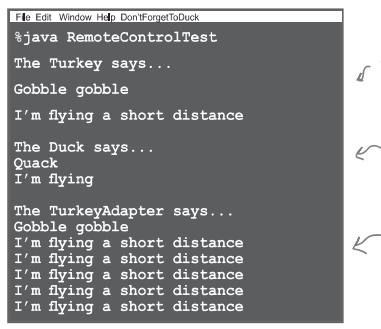 File Edit Window Help Don'tForgetToDuck
%java RemoteControlTest
The Turkey says...
Gobble gobble
I'm flying a short distance
The Duck says...
Quack
I'm flying
The TurkeyAdapter says...
Gobble gobble
I'm flying a short distance
I'm flying a short distance
I'm flying a short distance
I'm flying a short distance
I'm flying a short distance